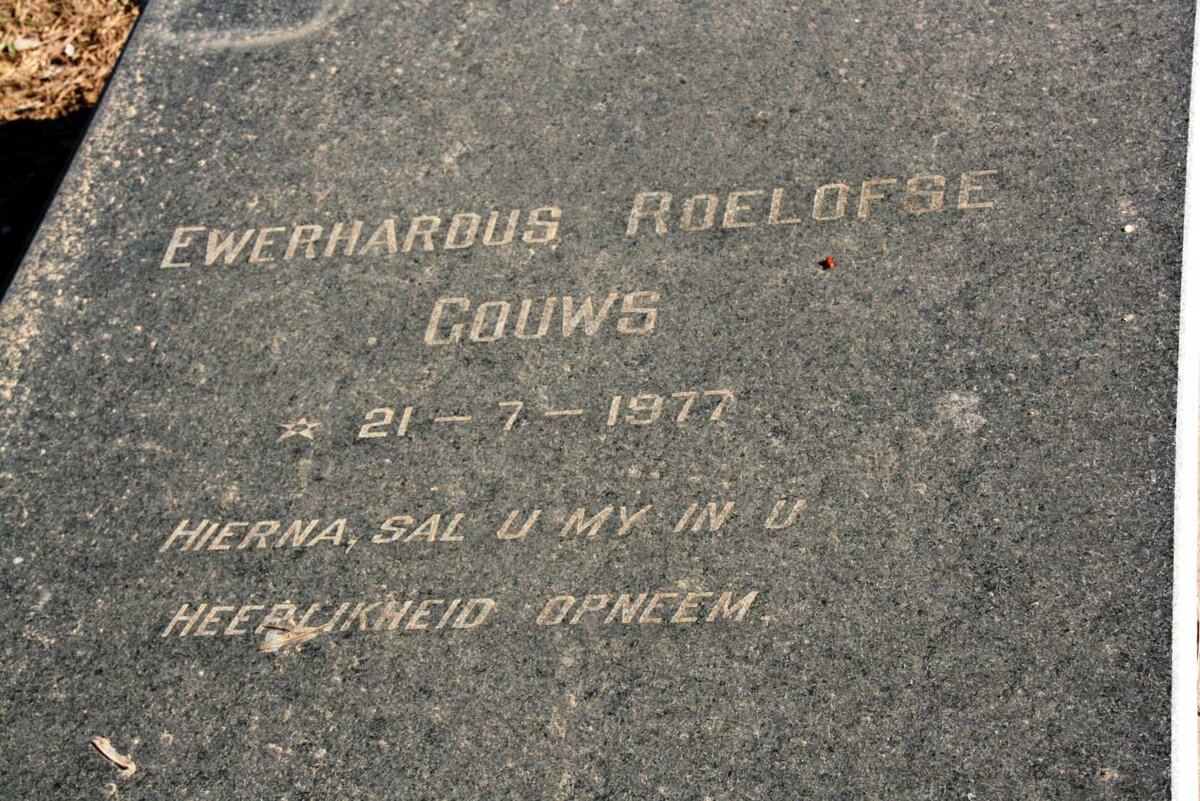 EWERHARDUS ROELOFSE
GOUWS
☆ 21 – 7 – 1977
HIERNA, SAL U MY IN U
HEERLIKHEID OPNEEM.